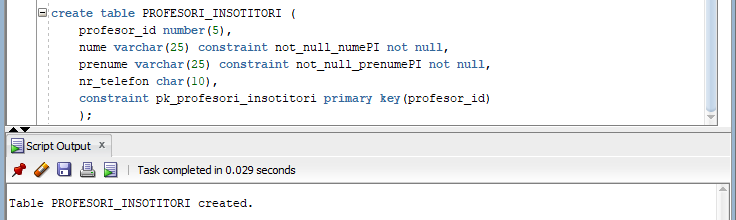 create table PROFESORI_INSOTITORI (
profesor_id number(5),
nume varchar(25) constraint not_null_numePI not null,
prenume varchar(25) constraint not_null_prenumePI not null,
nr_telefon char(10),
constraint pk_profesori_insotitori primary key(profesor_id)
);
Script Output x
Task completed in 0.029 seconds
Table PROFESORI_INSOTITORI created.